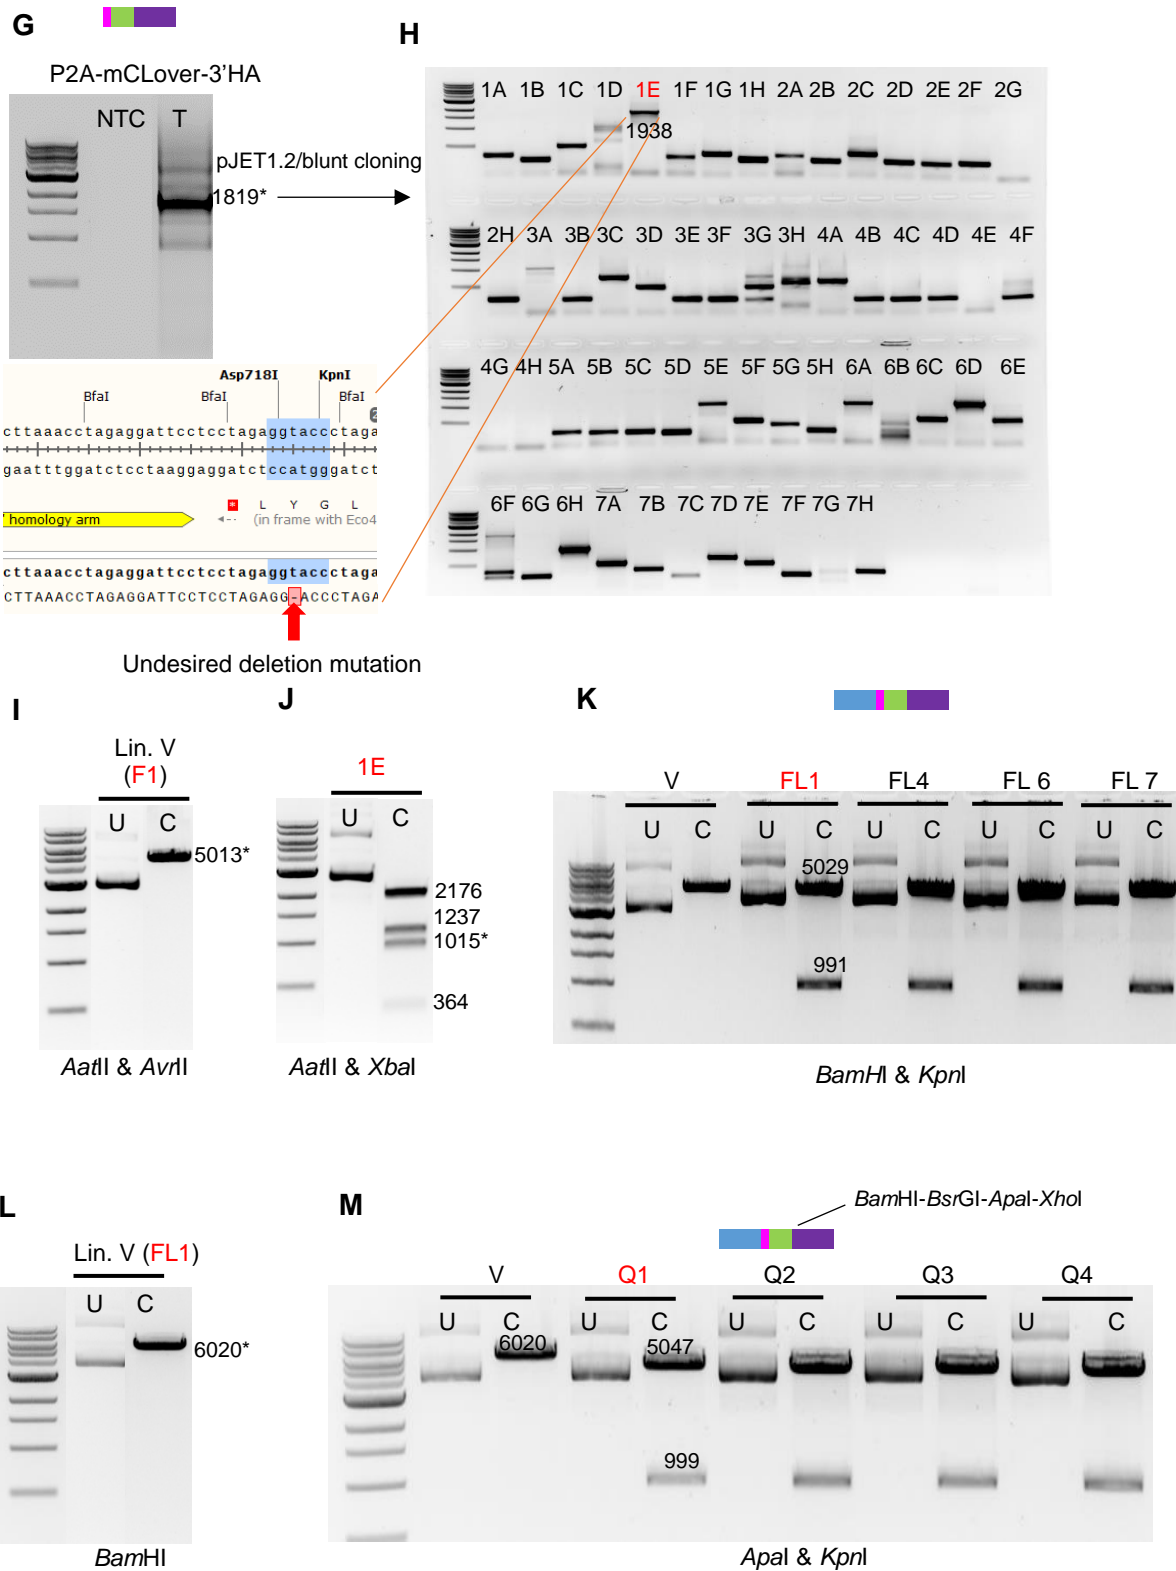 G
P2A-mCLover-3'HA
NTC T
pJET1.2/blunt cloning
1819*
Asp718I KpnI
BfaI BfaI BfaI
cttaaacctagaggattcctcctagaggtaccctaga
gaatttggatctcctaaggaggatctccatgggatct
* L Y G L
' homology arm
(in frame with Eco4
cttaaacctagaggattcctcctagaggtaccctaga
CTTAAACCTAGAGGATTCCTCCTAGAGG-ACCCTAGA
Undesired deletion mutation
H
1A 1B 1C 1D 1E 1F 1G 1H 2A 2B 2C 2D 2E 2F 2G
1938
2H 3A 3B 3C 3D 3E 3F 3G 3H 4A 4B 4C 4D 4E 4F
4G 4H 5A 5B 5C 5D 5E 5F 5G 5H 6A 6B 6C 6D 6E
6F 6G 6H 7A 7B 7C 7D 7E 7F 7G 7H
I
Lin. V
(F1)
U C
5013*
AatII & AvrII
J
1E
U C
2176
1237
1015*
364
AatII & XbaI
K
V FL1 FL4 FL 6 FL 7
U C U C U C U C U C
5029
991
BamHI & KpnI
L
Lin. V (FL1)
U C
6020*
BamHI
M
BamHI-BsrGI-ApaI-XhoI
V Q1 Q2 Q3 Q4
U C U C U C U C U C
6020 5047
999
ApaI & KpnI